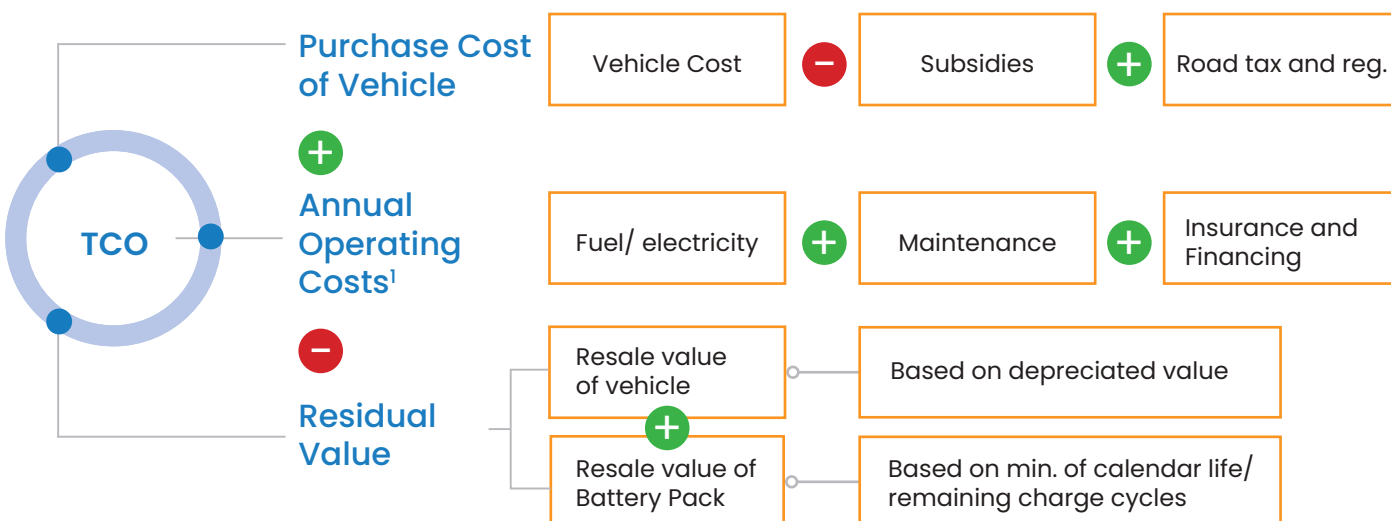 Purchase Cost
of Vehicle
Vehicle Cost
−
Subsidies
+
Road tax and reg.
+
TCO
Annual
Operating
Costs¹
Fuel/ electricity
+
Maintenance
+
Insurance and
Financing
−
Residual
Value
Resale value
of vehicle
Based on depreciated value
+
Resale value of
Battery Pack
Based on min. of calendar life/
remaining charge cycles